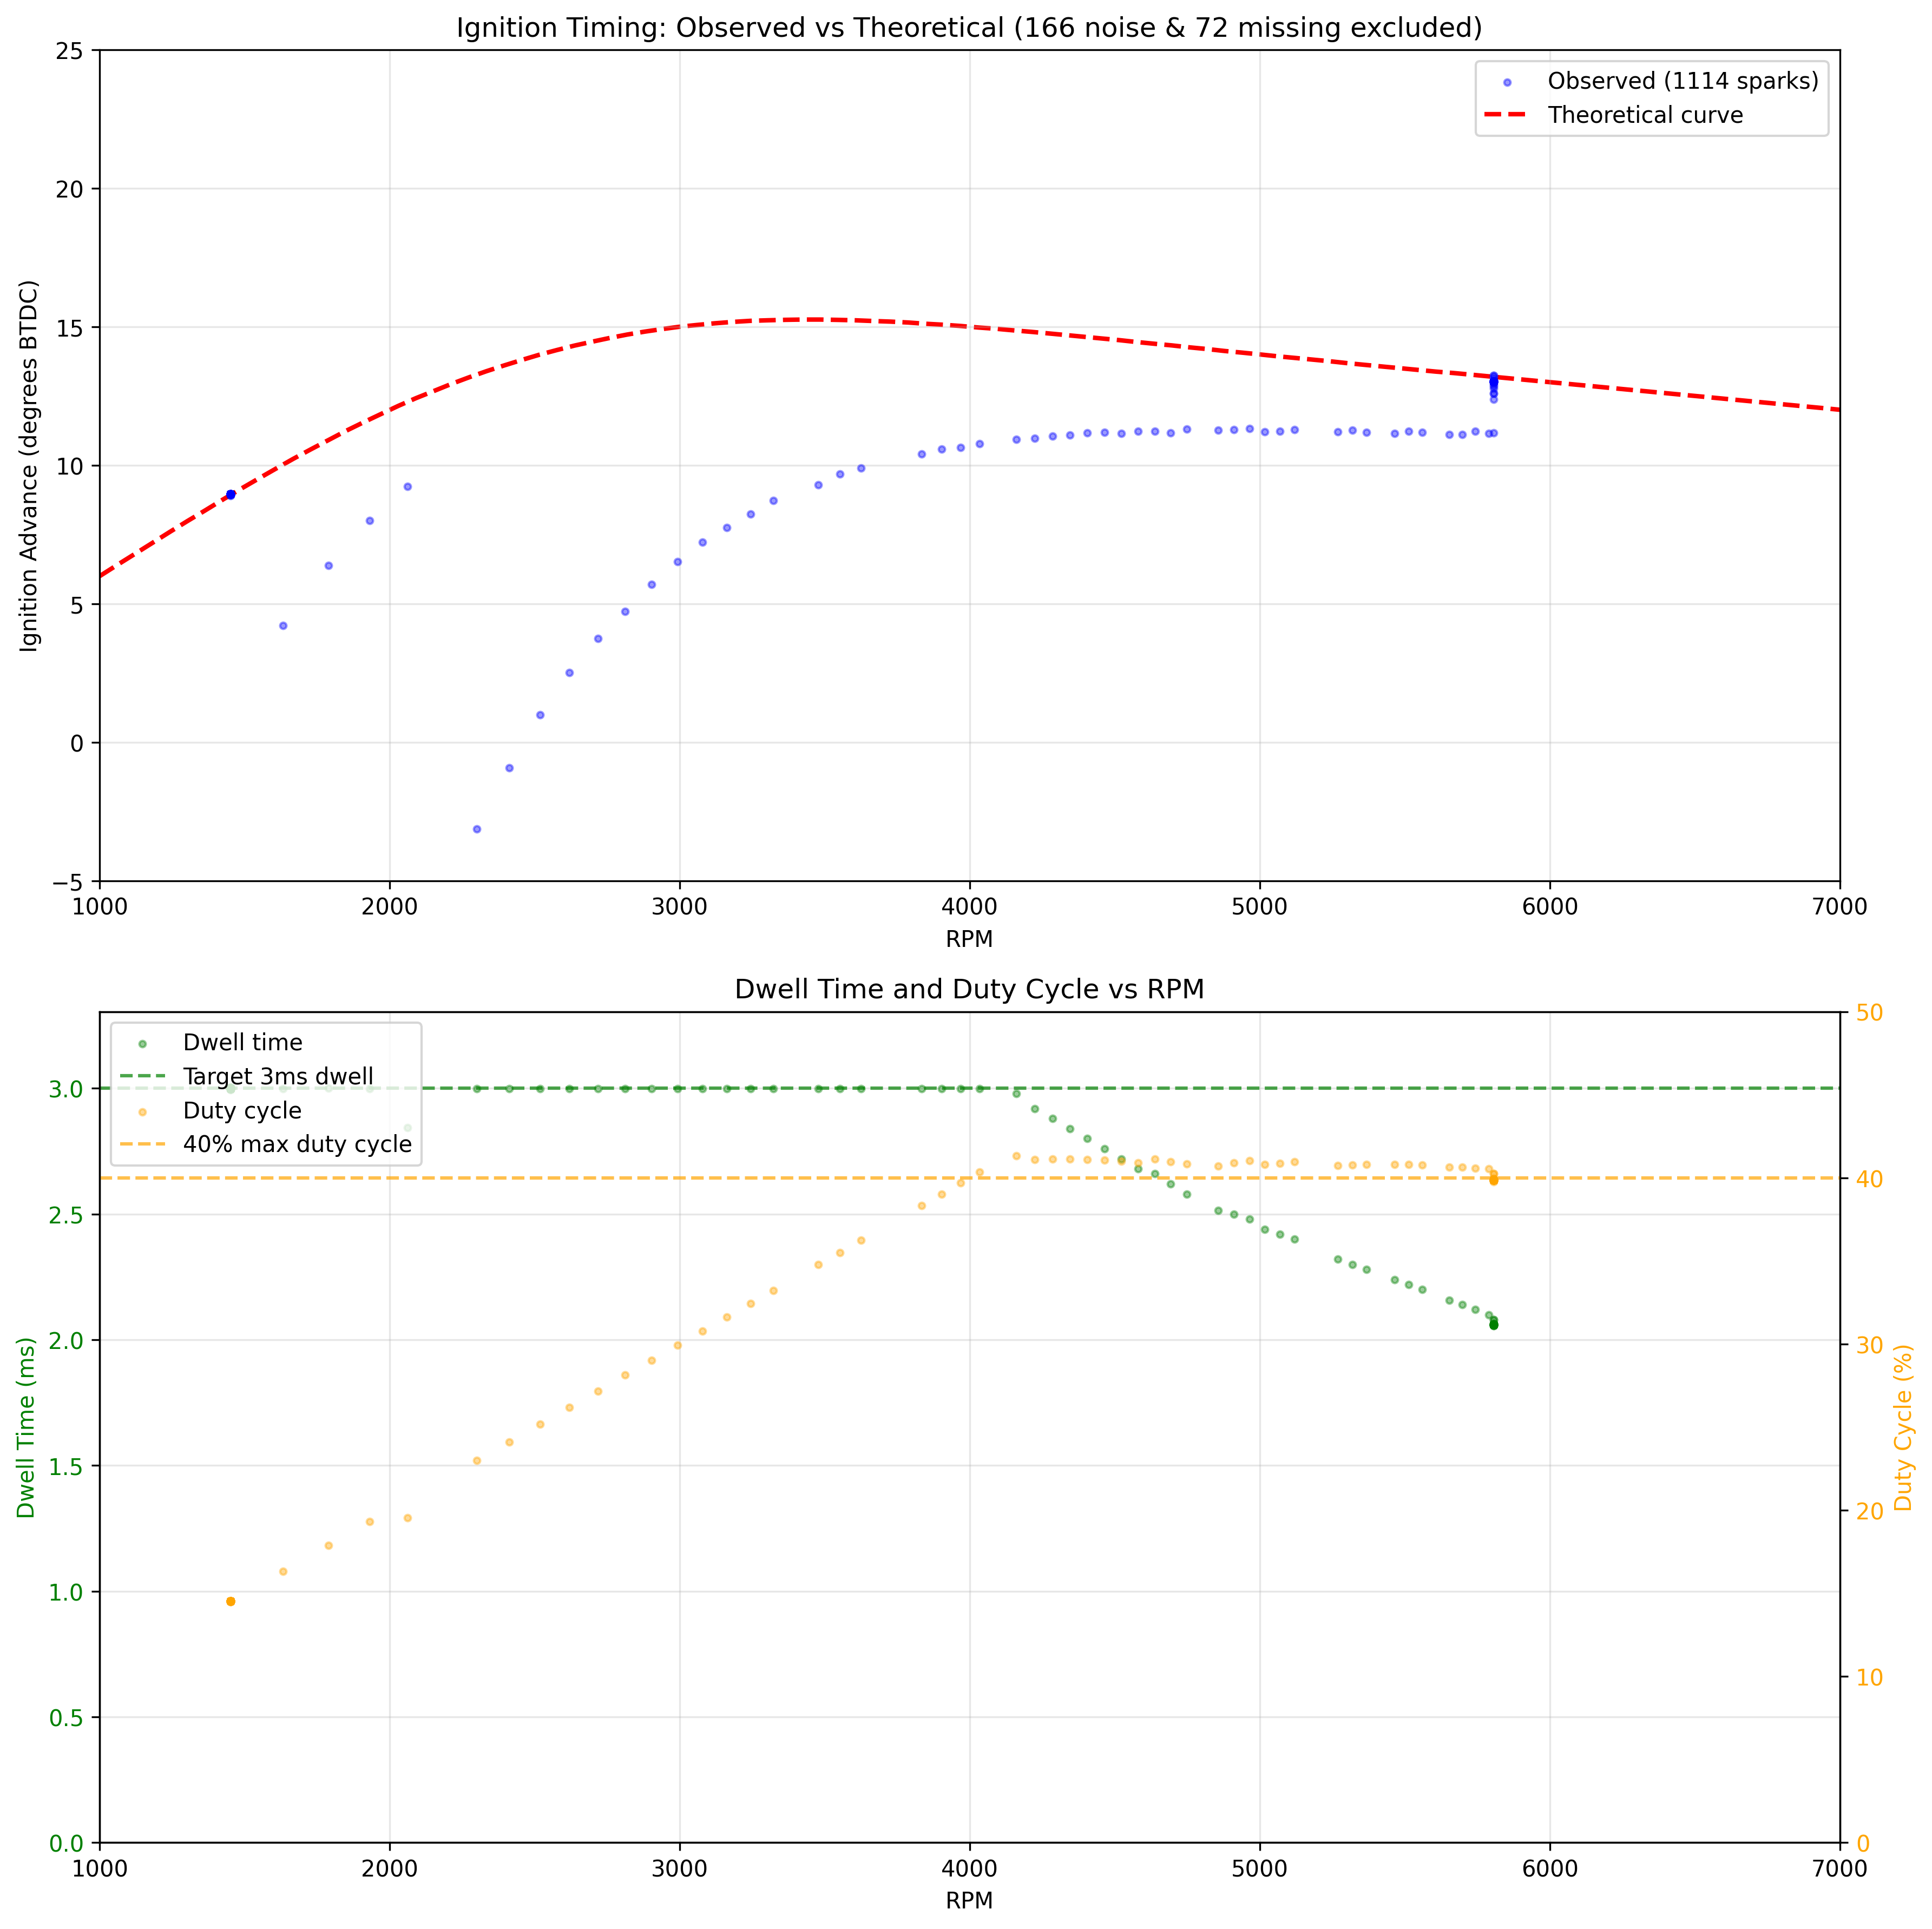 Ignition Timing: Observed vs Theoretical (166 noise & 72 missing excluded)
25
20
15
10
5
0
−5
Ignition Advance (degrees BTDC)
Observed (1114 sparks)
Theoretical curve
1000 2000 3000 4000 5000 6000 7000
RPM
Dwell Time and Duty Cycle vs RPM
Dwell time
Target 3ms dwell
Duty cycle
40% max duty cycle
3.0
2.5
2.0
1.5
1.0
0.5
0.0
Dwell Time (ms)
50
40
30
20
10
0
Duty Cycle (%)
1000 2000 3000 4000 5000 6000 7000
RPM